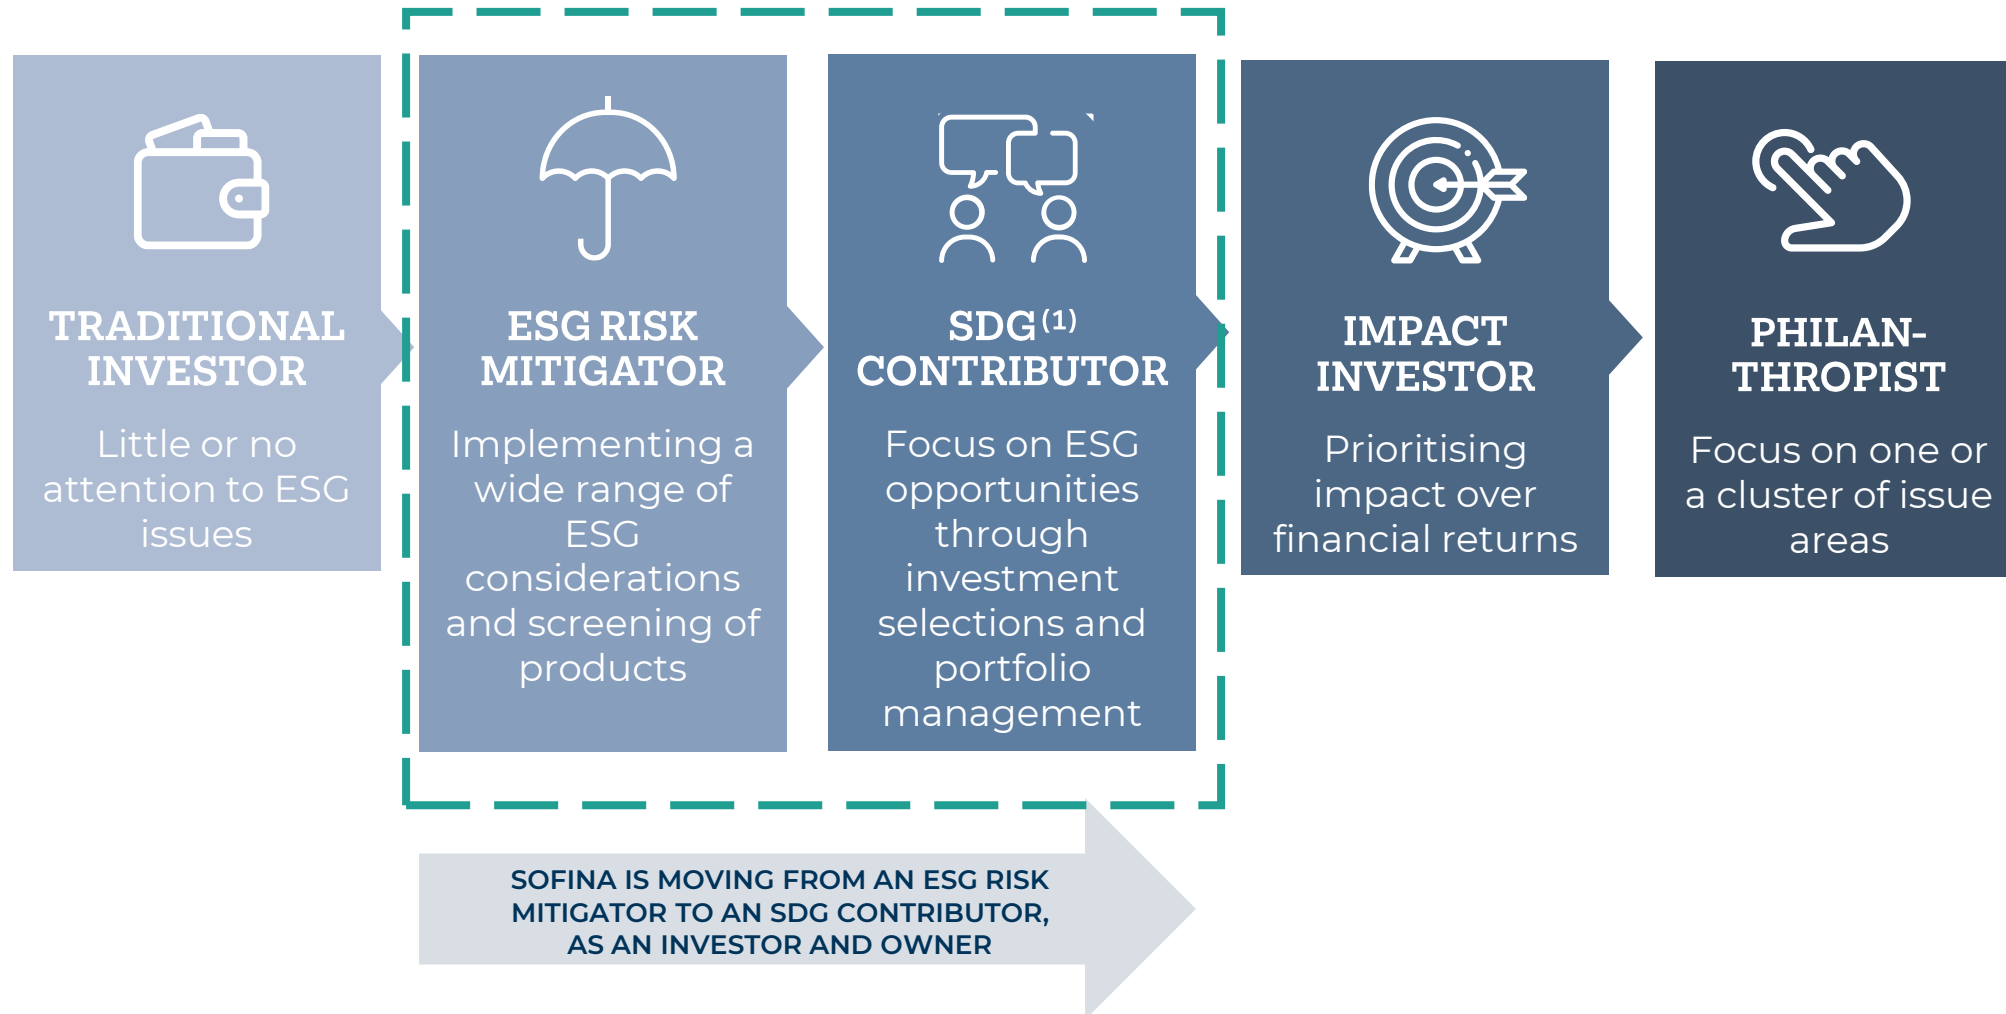 TRADITIONAL
INVESTOR
Little or no
attention to ESG
issues
ESG RISK
MITIGATOR
Implementing a
wide range of
ESG
considerations
and screening of
products
SDG (1)
CONTRIBUTOR
Focus on ESG
opportunities
through
investment
selections and
portfolio
management
IMPACT
INVESTOR
Prioritising
impact over
financial returns
PHILAN-
THROPIST
Focus on one or
a cluster of issue
areas
SOFINA IS MOVING FROM AN ESG RISK
MITIGATOR TO AN SDG CONTRIBUTOR,
AS AN INVESTOR AND OWNER